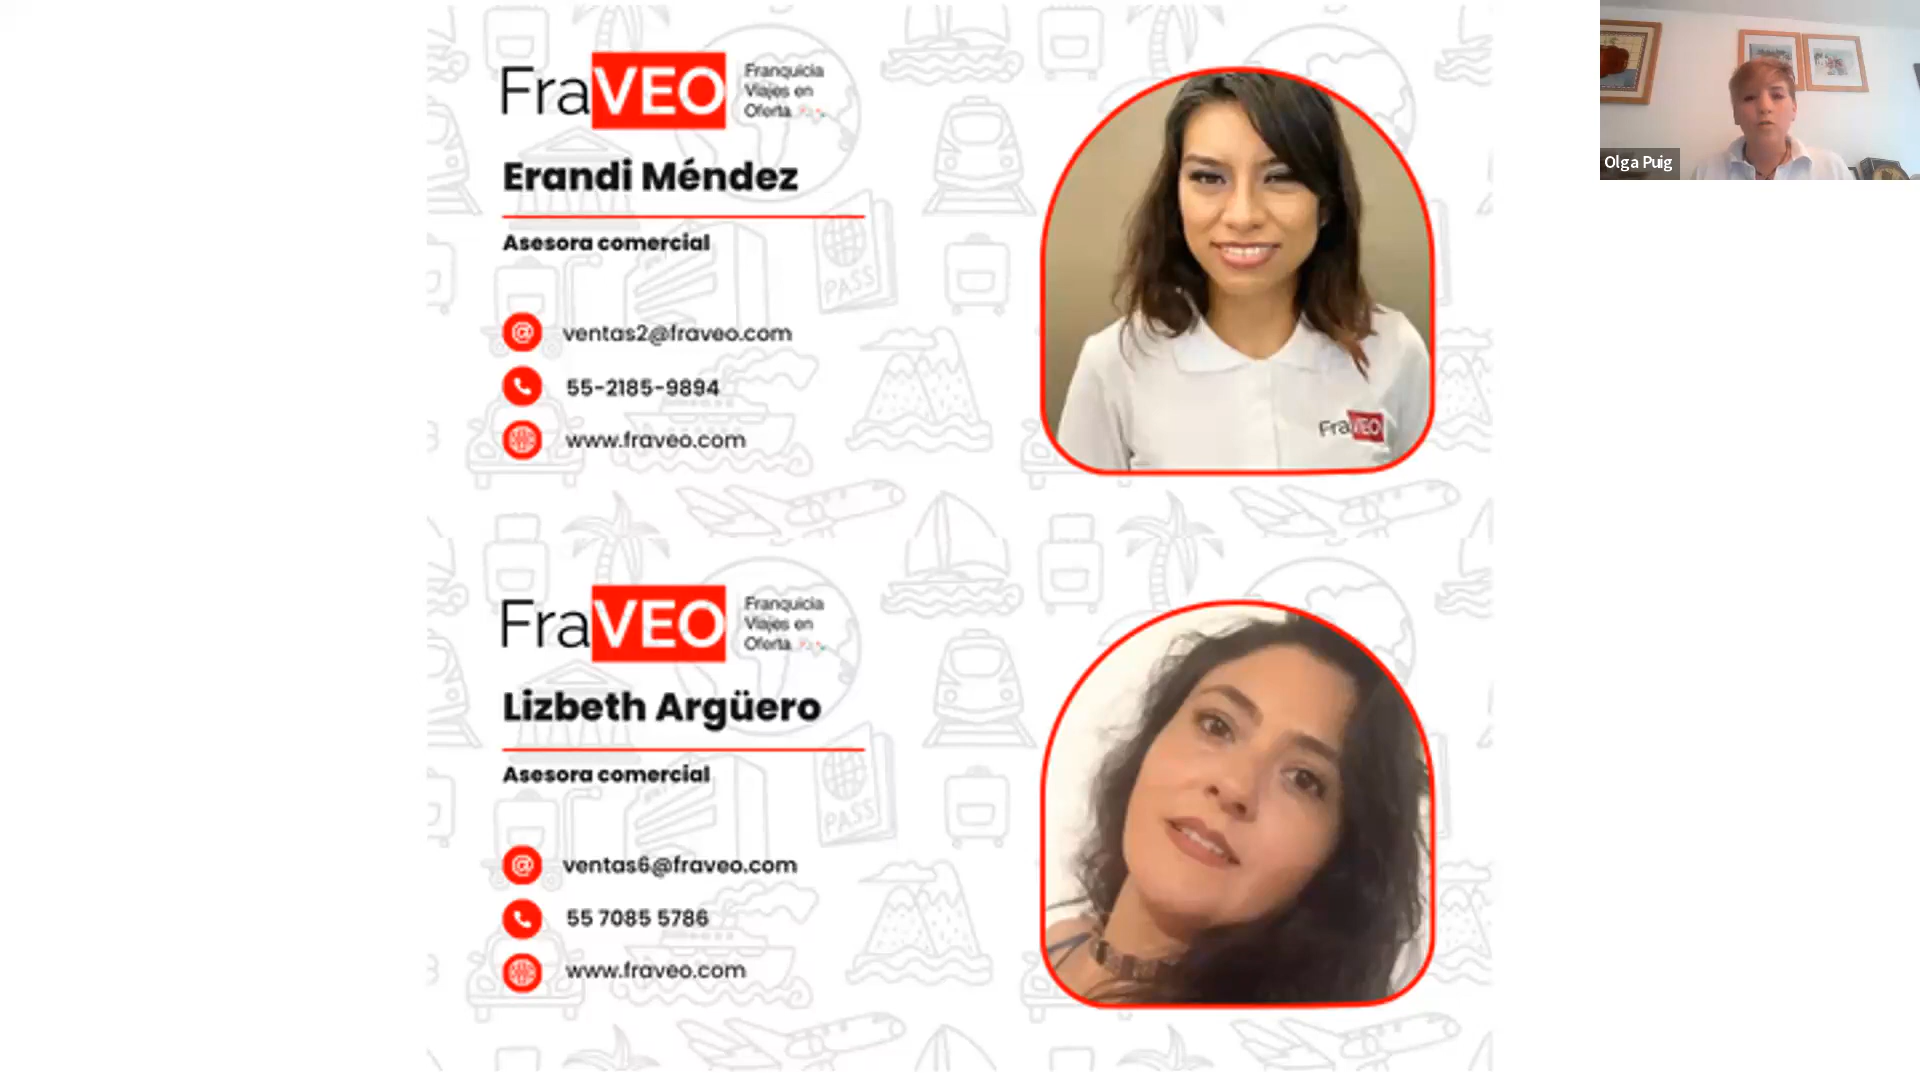 FraVEO
Franquicia
Viajes en
Oferta
Erandi Méndez
Asesora comercial
ventas2@fraveo.com
55-2185-9894
www.fraveo.com
FraVEO
PASS
FraVEO
Franquicia
Viajes en
Oferta
Lizbeth Argüero
Asesora comercial
ventas6@fraveo.com
55 7085 5786
www.fraveo.com
PASS
Olga Puig